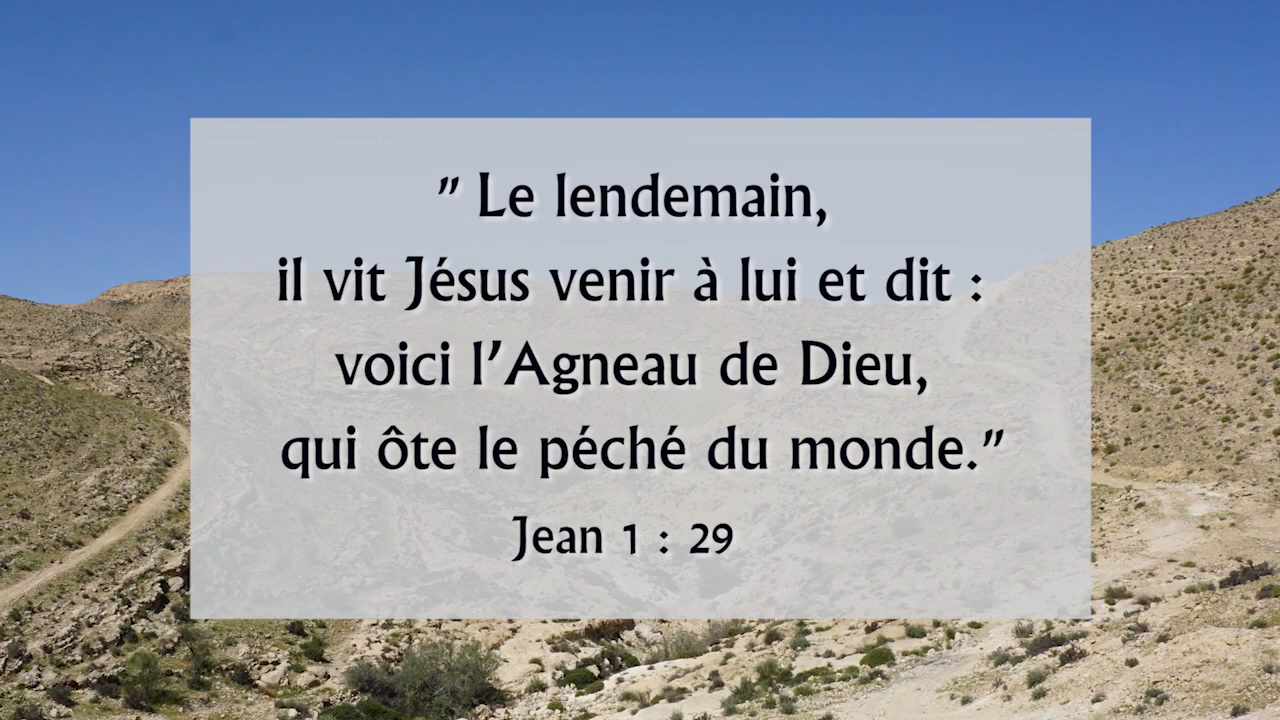 " Le lendemain,
il vit Jésus venir à lui et dit :
voici l’Agneau de Dieu,
qui ôte le péché du monde.”
Jean 1 : 29